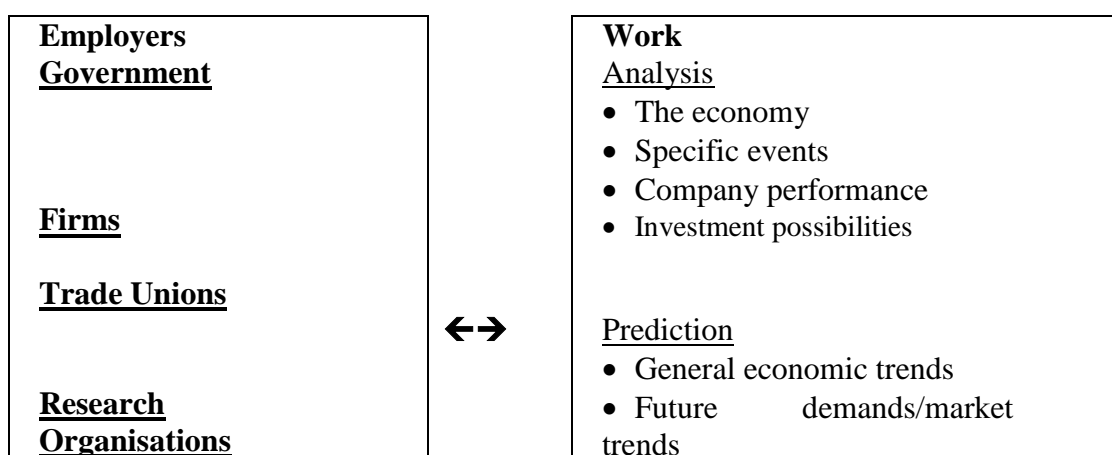 Employers
Government
Firms
Trade Unions
Research
Organisations
←→
Work
Analysis
• The economy
• Specific events
• Company performance
• Investment possibilities
Prediction
• General economic trends
• Future demands/market
trends